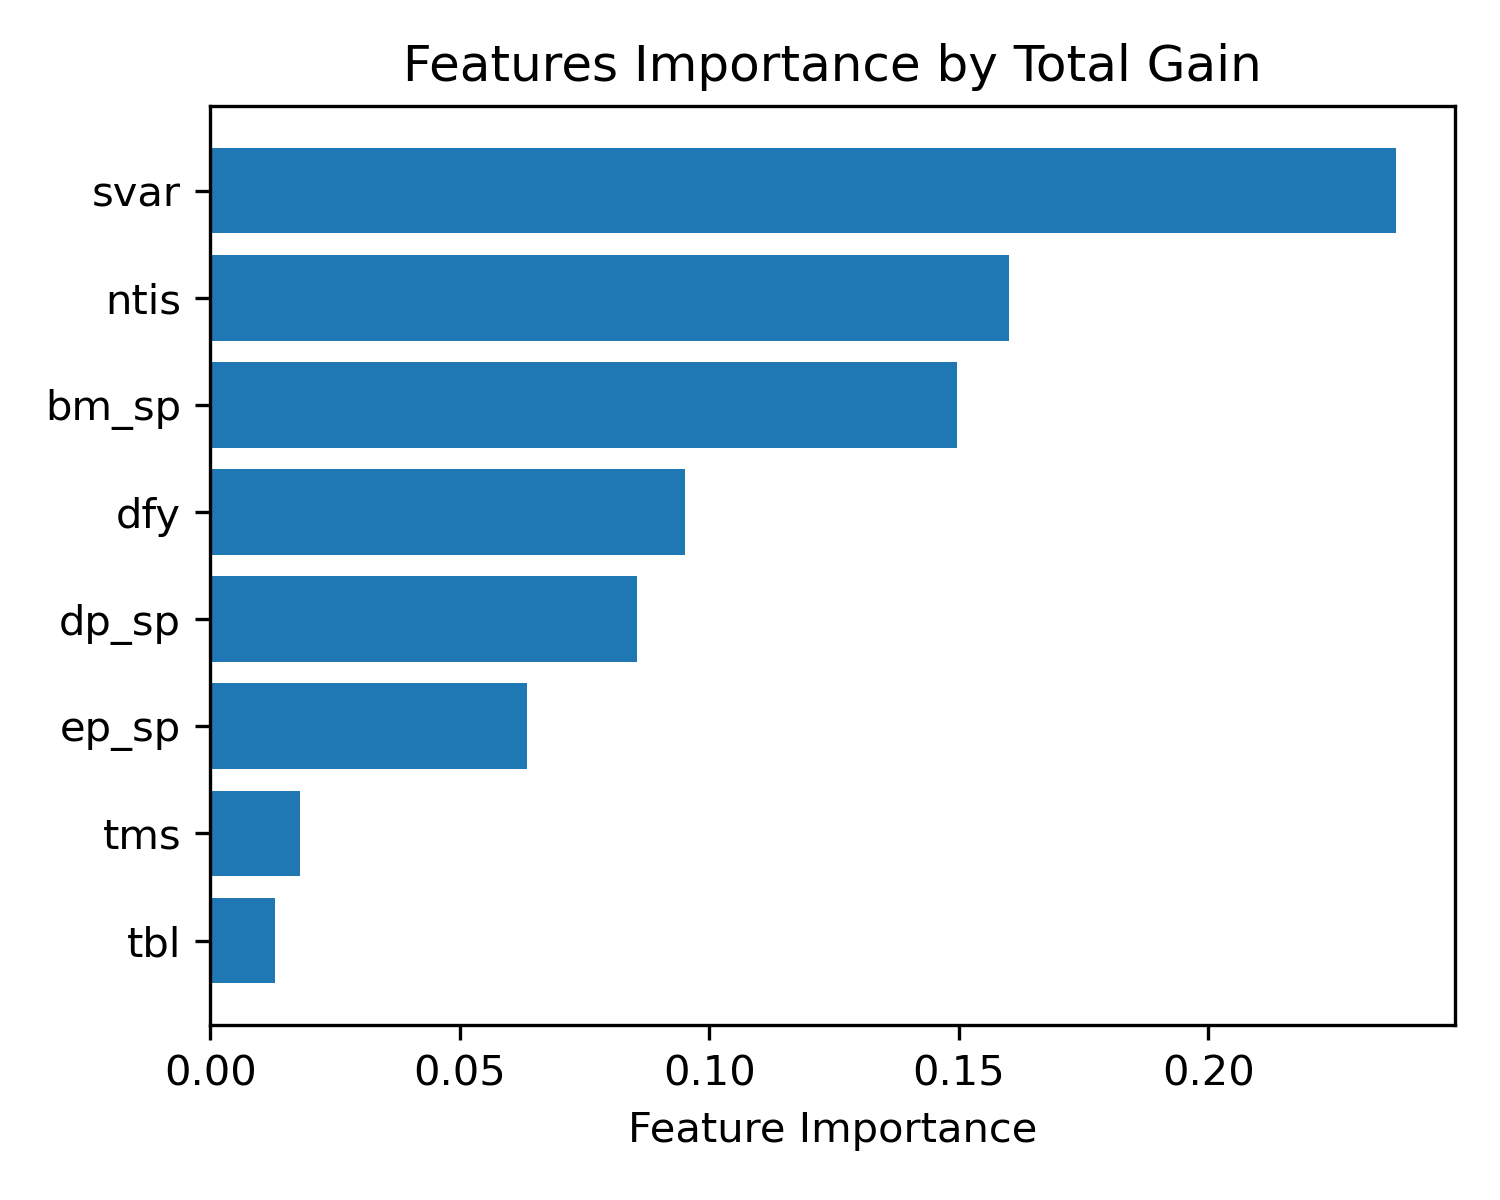 Features Importance by Total Gain
svar
ntis
bm_sp
dfy
dp_sp
ep_sp
tms
tbl
0.00 0.05 0.10 0.15 0.20
Feature Importance